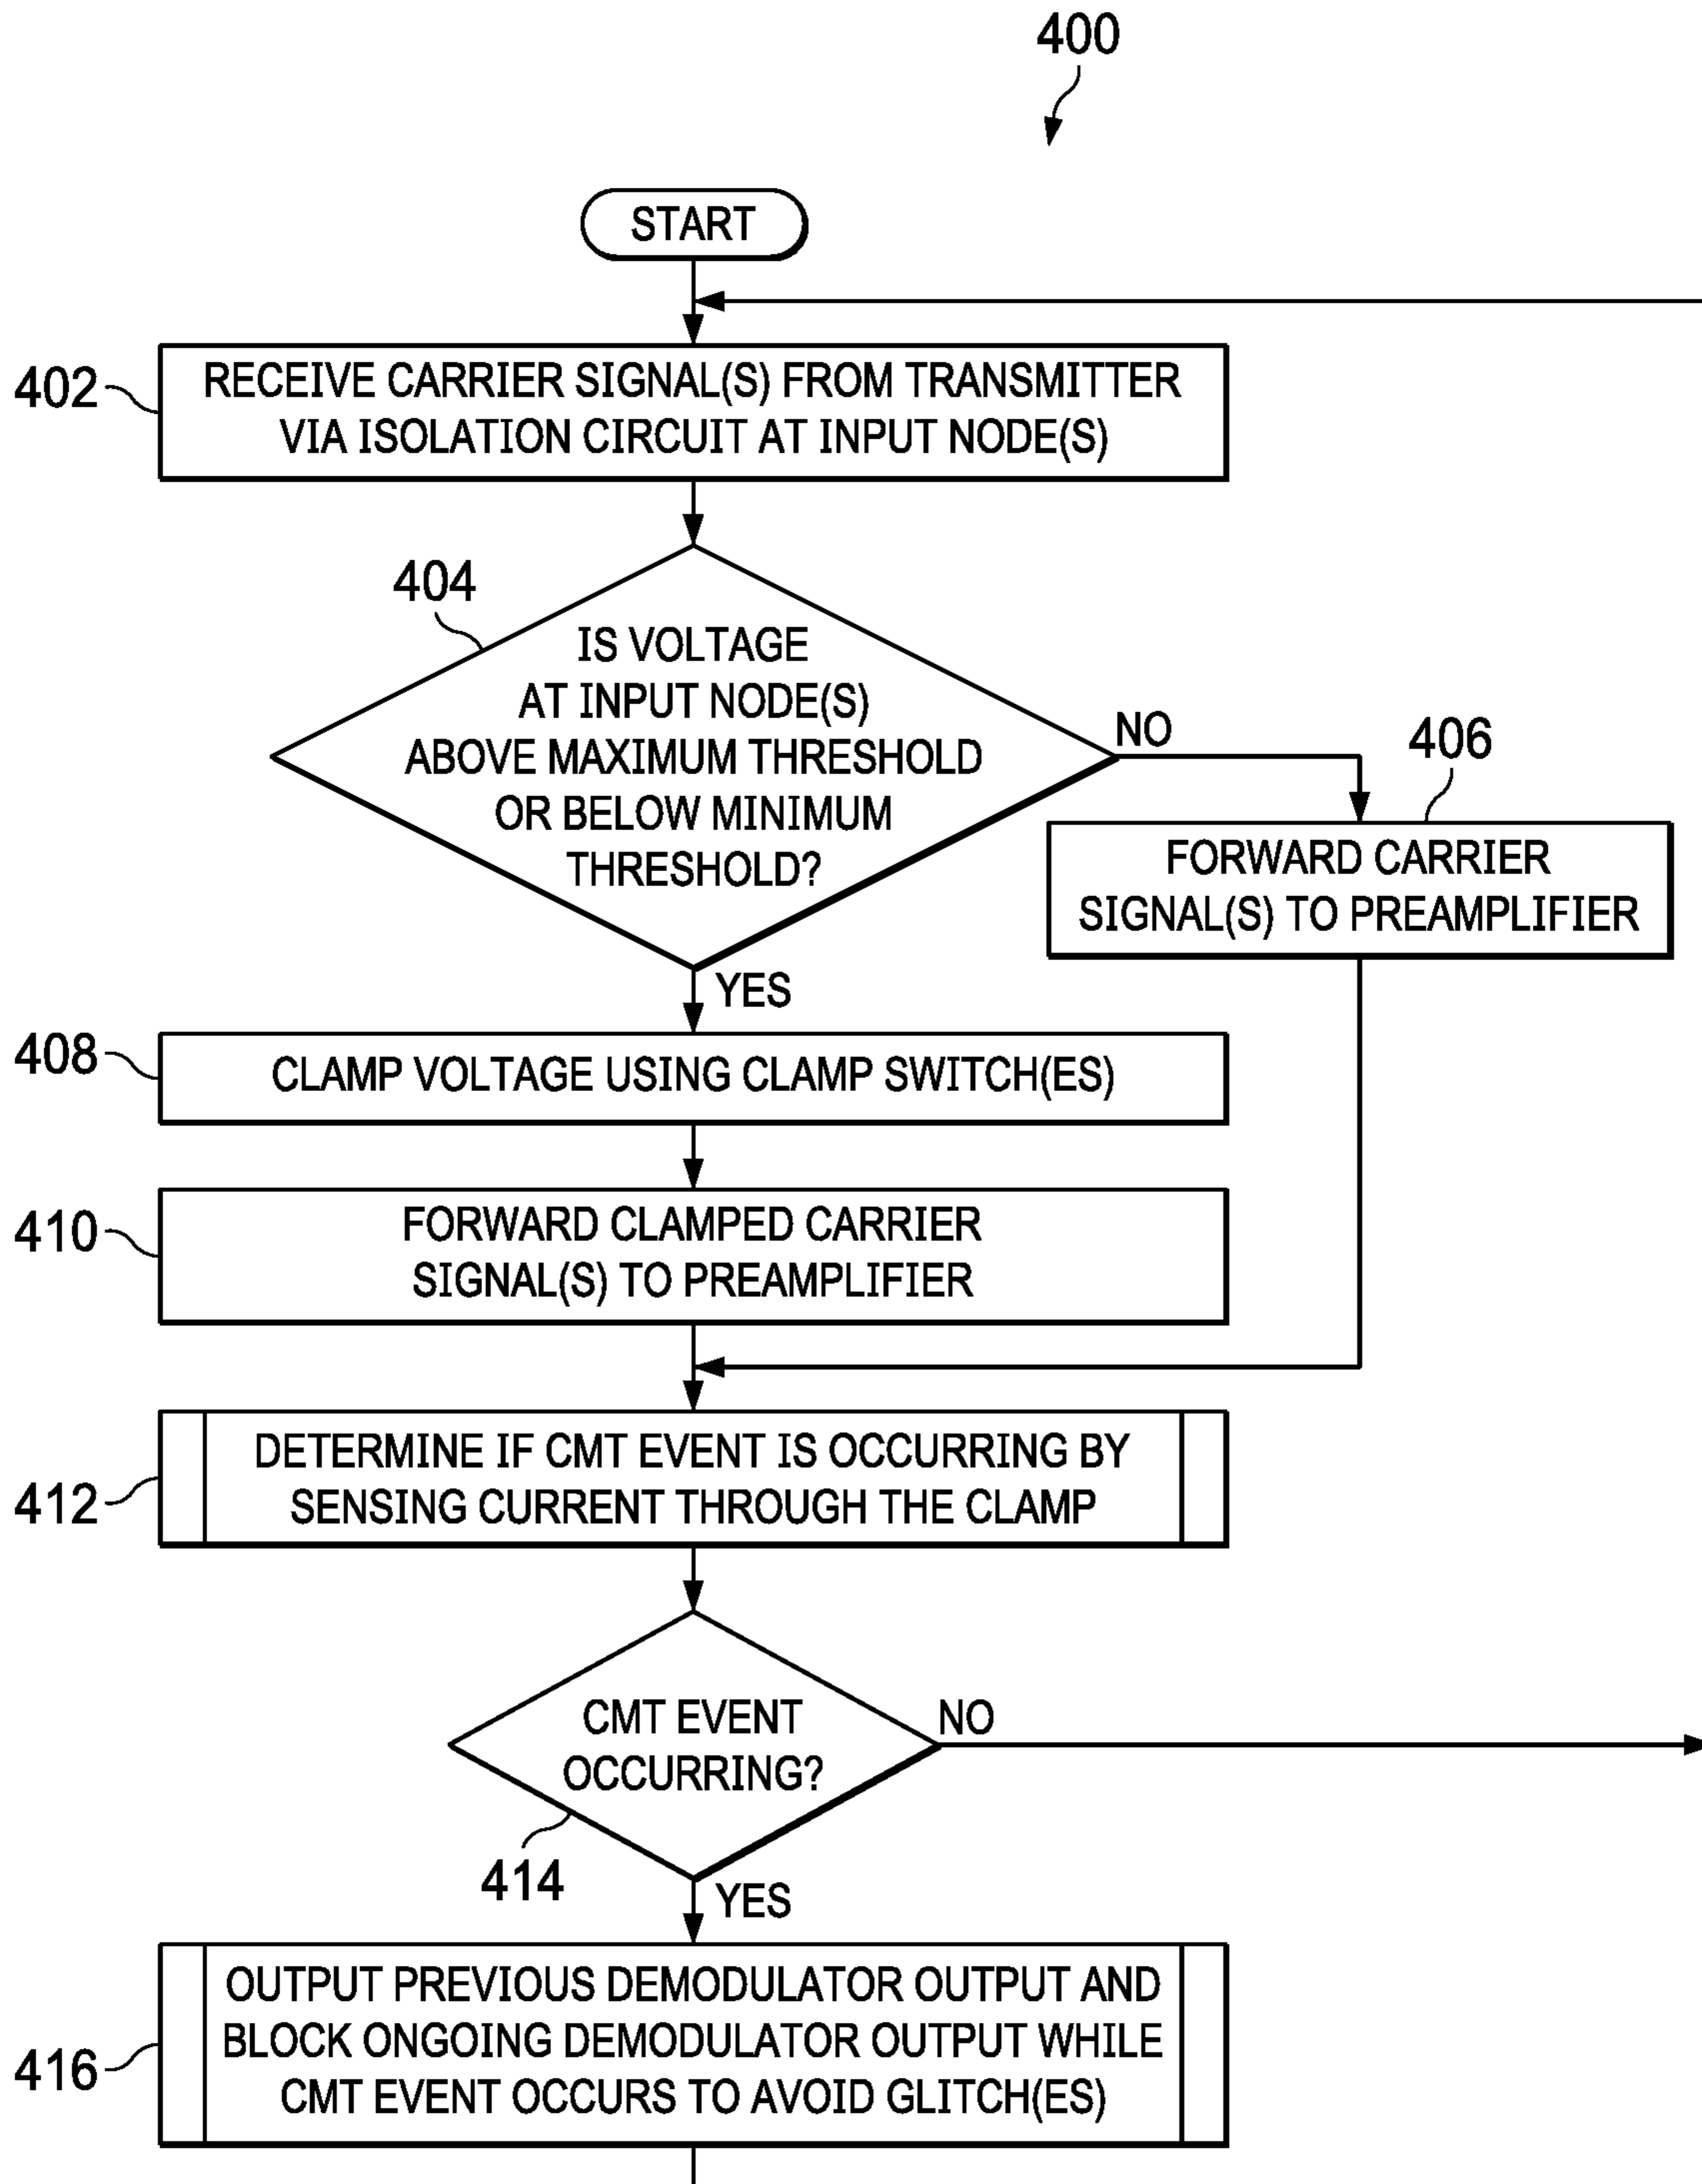 400
START
402
RECEIVE CARRIER SIGNAL(S) FROM TRANSMITTER
VIA ISOLATION CIRCUIT AT INPUT NODE(S)
404
IS VOLTAGE
AT INPUT NODE(S)
ABOVE MAXIMUM THRESHOLD
OR BELOW MINIMUM
THRESHOLD?
NO
406
FORWARD CARRIER
SIGNAL(S) TO PREAMPLIFIER
YES
408
CLAMP VOLTAGE USING CLAMP SWITCH(ES)
410
FORWARD CLAMPED CARRIER
SIGNAL(S) TO PREAMPLIFIER
412
DETERMINE IF CMT EVENT IS OCCURRING BY
SENSING CURRENT THROUGH THE CLAMP
CMT EVENT
OCCURRING?
NO
414
YES
416
OUTPUT PREVIOUS DEMODULATOR OUTPUT AND
BLOCK ONGOING DEMODULATOR OUTPUT WHILE
CMT EVENT OCCURS TO AVOID GLITCH(ES)